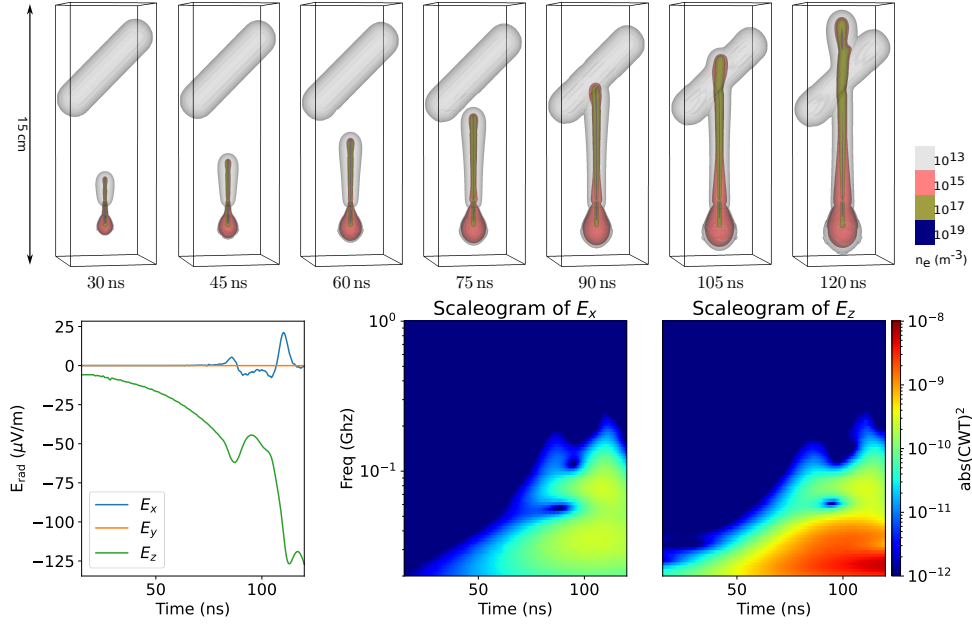 15 cm
10^13
10^15
10^17
10^19
n_e (m^-3)
30 ns
45 ns
60 ns
75 ns
90 ns
105 ns
120 ns
Scaleogram of E_x
Scaleogram of E_z
25
0
−25
−50
−75
−100
−125
E_rad (μV/m)
E_x
E_y
E_z
50
100
Time (ns)
10^0
10^−1
Freq (Ghz)
50
100
Time (ns)
50
100
Time (ns)
10^−8
10^−9
10^−10
10^−11
10^−12
abs(CWT)^2